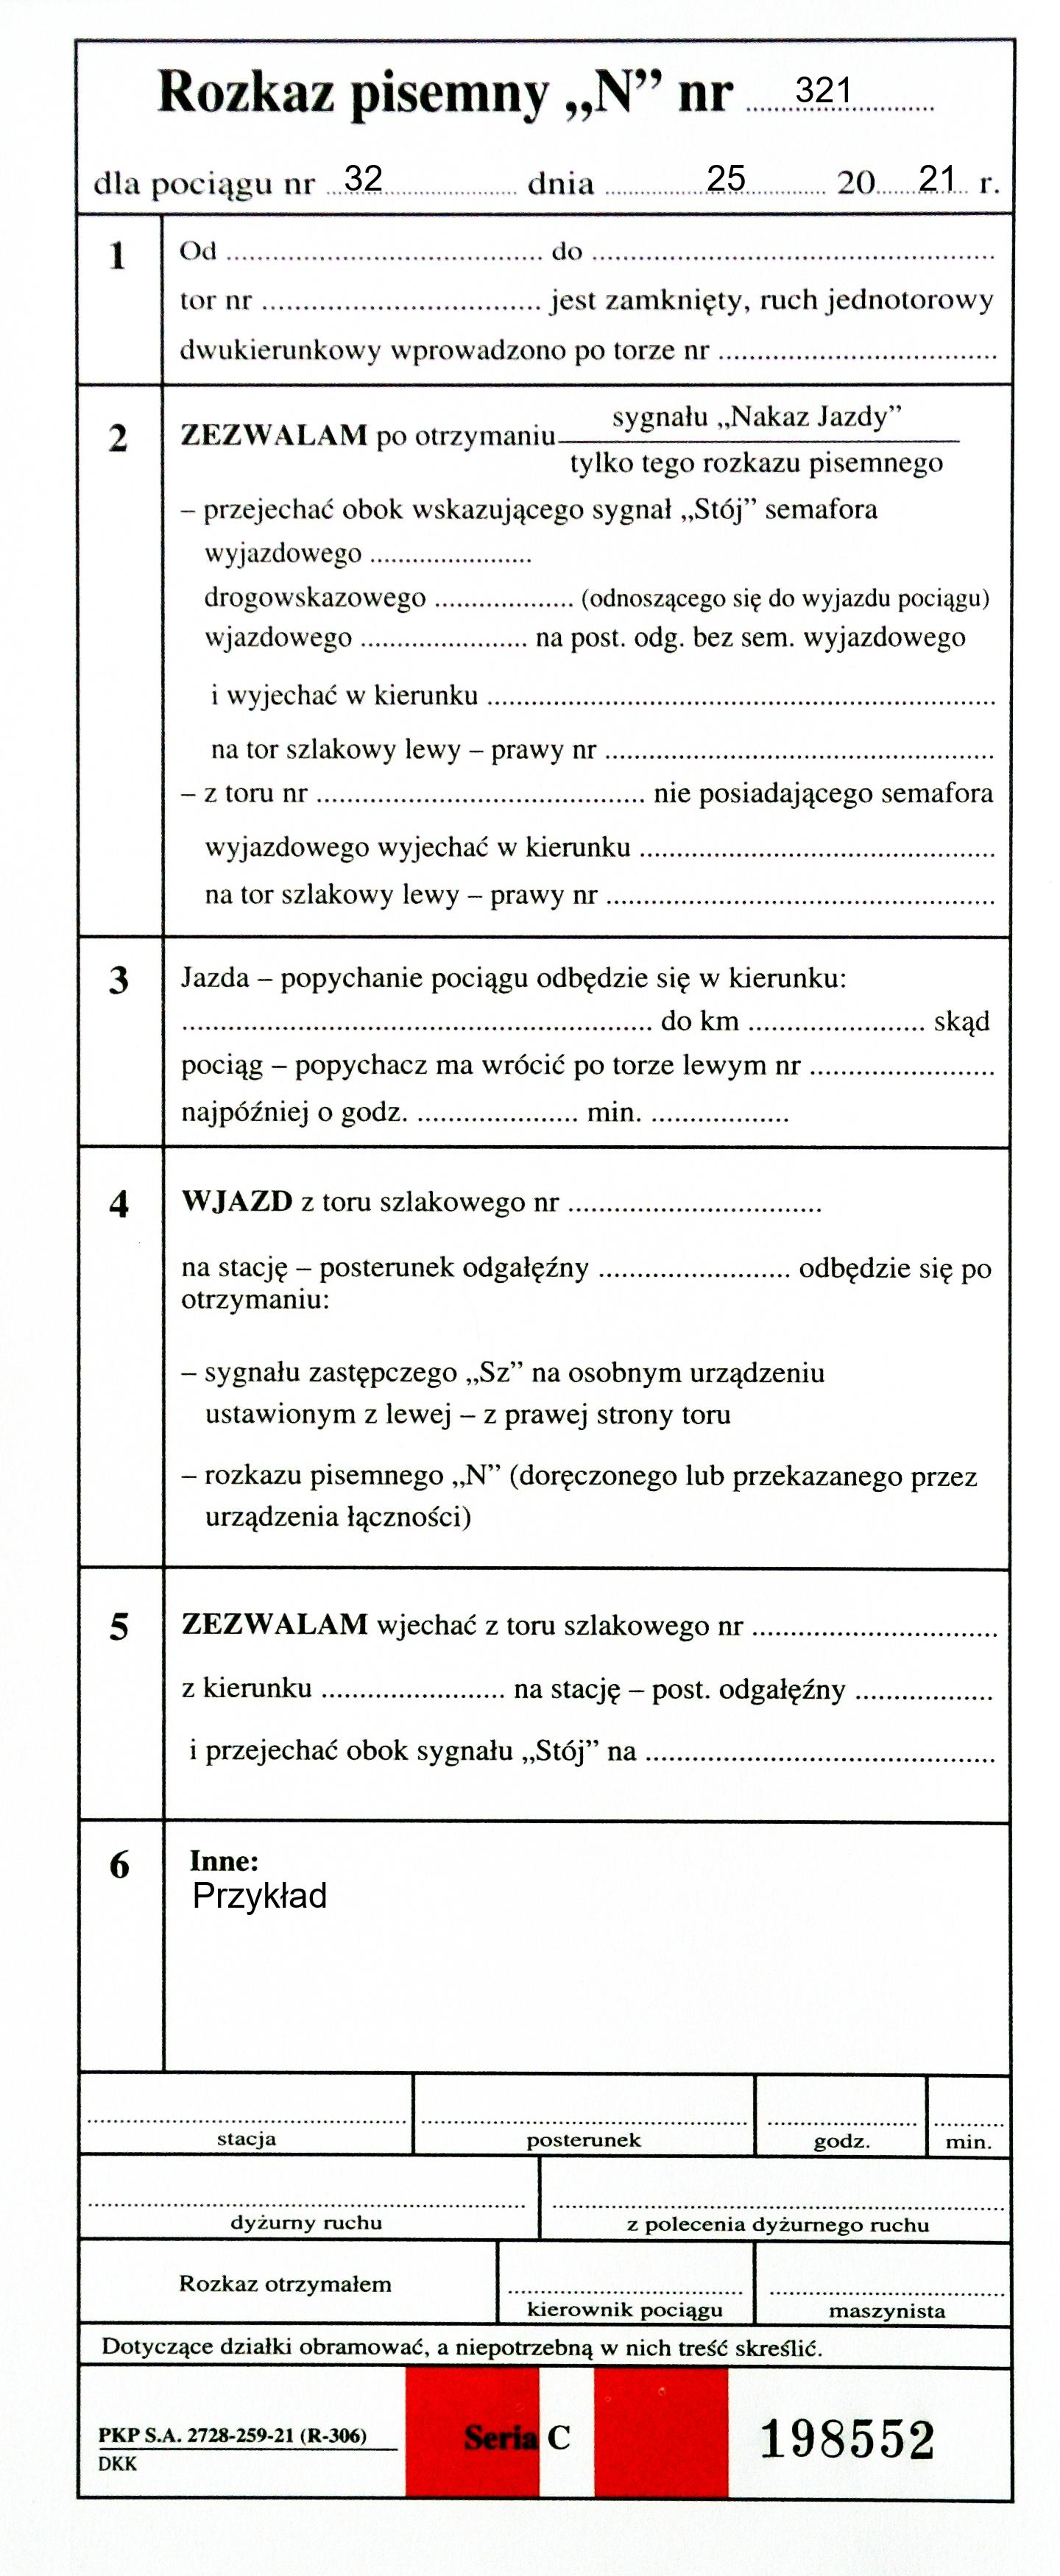 Rozkaz pisemny „N” nr ....321....
dla pociągu nr ..32.... dnia ....25.... 20..21.. r.
1 Od .................... do ....................
tor nr .................... jest zamknięty, ruch jednotorowy
dwukierunkowy wprowadzono po torze nr ....................
2 ZEZWALAM po otrzymaniu sygnału „Nakaz Jazdy”
tylko tego rozkazu pisemnego
– przejechać obok wskazującego sygnał „Stój” semafora
wyjazdowego ....................
drogowskazowego .................... (odnoszącego się do wyjazdu pociągu)
wjazdowego .................... na post. odg. bez sem. wyjazdowego
i wyjechać w kierunku ....................
na tor szlakowy lewy – prawy nr ....................
– z toru nr .................... nie posiadającego semafora
wyjazdowego wyjechać w kierunku ....................
na tor szlakowy lewy – prawy nr ....................
3 Jazda – popychanie pociągu odbędzie się w kierunku:
.................... do km .................... skąd
pociąg – popychacz ma wrócić po torze lewym nr ....................
najpóźniej o godz. .................... min. ....................
4 WJAZD z toru szlakowego nr ....................
na stację – posterunek odgałęźny .................... odbędzie się po
otrzymaniu:
– sygnału zastępczego „Sz” na osobnym urządzeniu
ustawionym z lewej – z prawej strony toru
– rozkazu pisemnego „N” (doręczonego lub przekazanego przez
urządzenia łączności)
5 ZEZWALAM wjechać z toru szlakowego nr ....................
z kierunku .................... na stację – post. odgałęźny ....................
i przejechać obok sygnału „Stój” na ....................
6 Inne:
Przykład
stacja posterunek godz. min.
dyżurny ruchu z polecenia dyżurnego ruchu
Rozkaz otrzymałem kierownik pociągu maszynista
Dotyczące działki obramować, a niepotrzebną w nich treść skreślić.
PKP S.A. 2728-259-21 (R-306) Seria C 198552
DKK